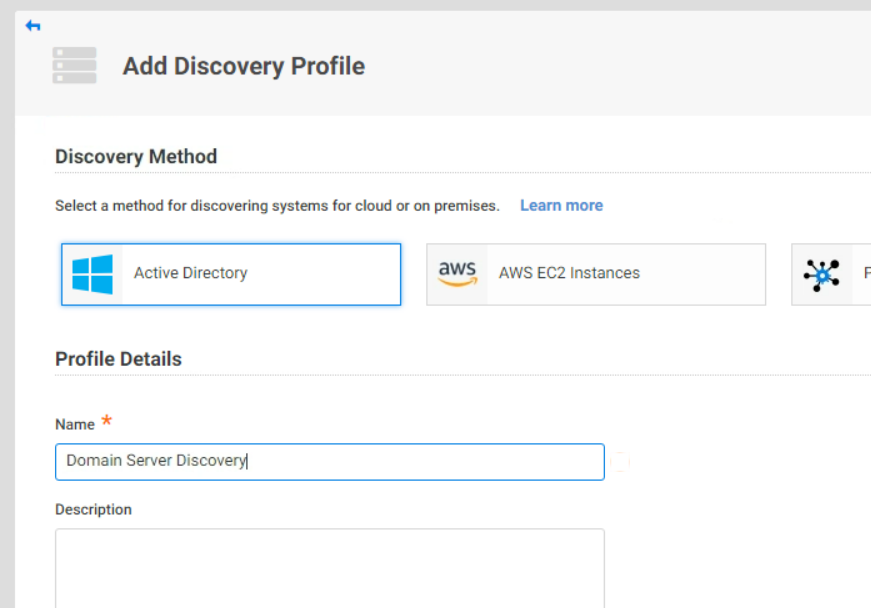 Add Discovery Profile
Discovery Method
Select a method for discovering systems for cloud or on premises. Learn more
Active Directory
aws AWS EC2 Instances
Profile Details
Name *
Domain Server Discovery
Description